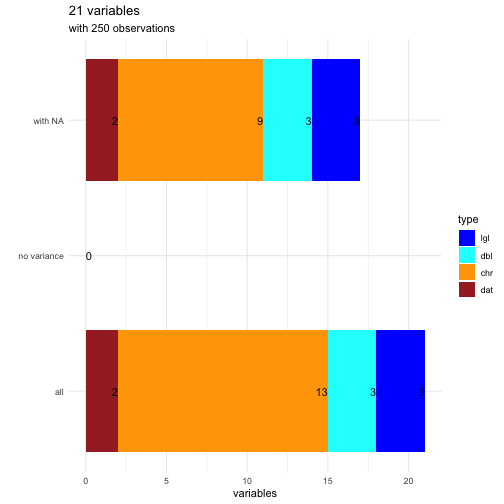 21 variables
with 250 observations
with NA
2 9 3 3
no variance
0
all
2 13 3 3
0 5 10 15 20
variables
type
lgl
dbl
chr
dat